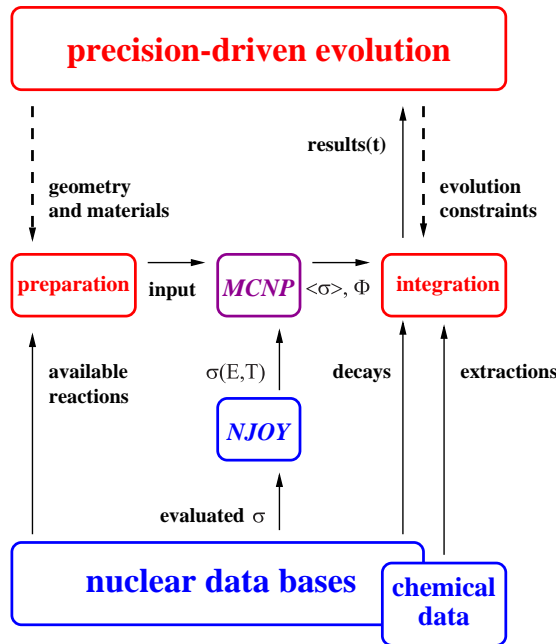 precision-driven evolution
results(t)
geometry
and materials
evolution
constraints
preparation
input
MCNP
<σ>, Φ
integration
available
reactions
σ(E,T)
decays
extractions
NJOY
evaluated σ
nuclear data bases
chemical
data